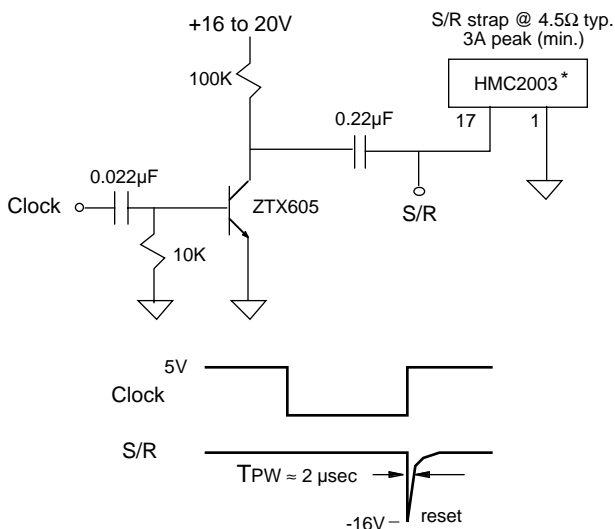 +16 to 20V
S/R strap @ 4.5Ω typ.
3A peak (min.)
100K
HMC2003*
17
1
0.22µF
0.022µF
Clock
ZTX605
S/R
10K
5V
Clock
S/R
TPW ≈ 2 µsec
-16V
reset